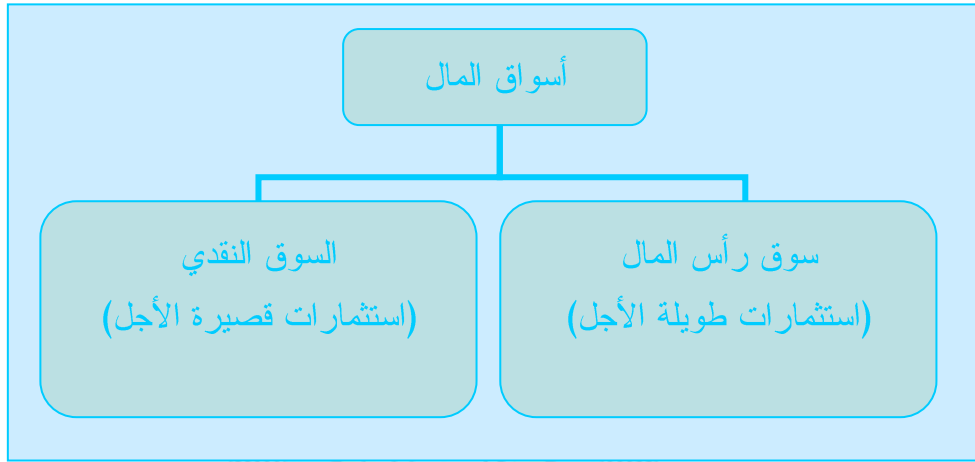 أسواق المال
سوق رأس المال
(استثمارات طويلة الأجل)
السوق النقدي
(استثمارات قصيرة الأجل)